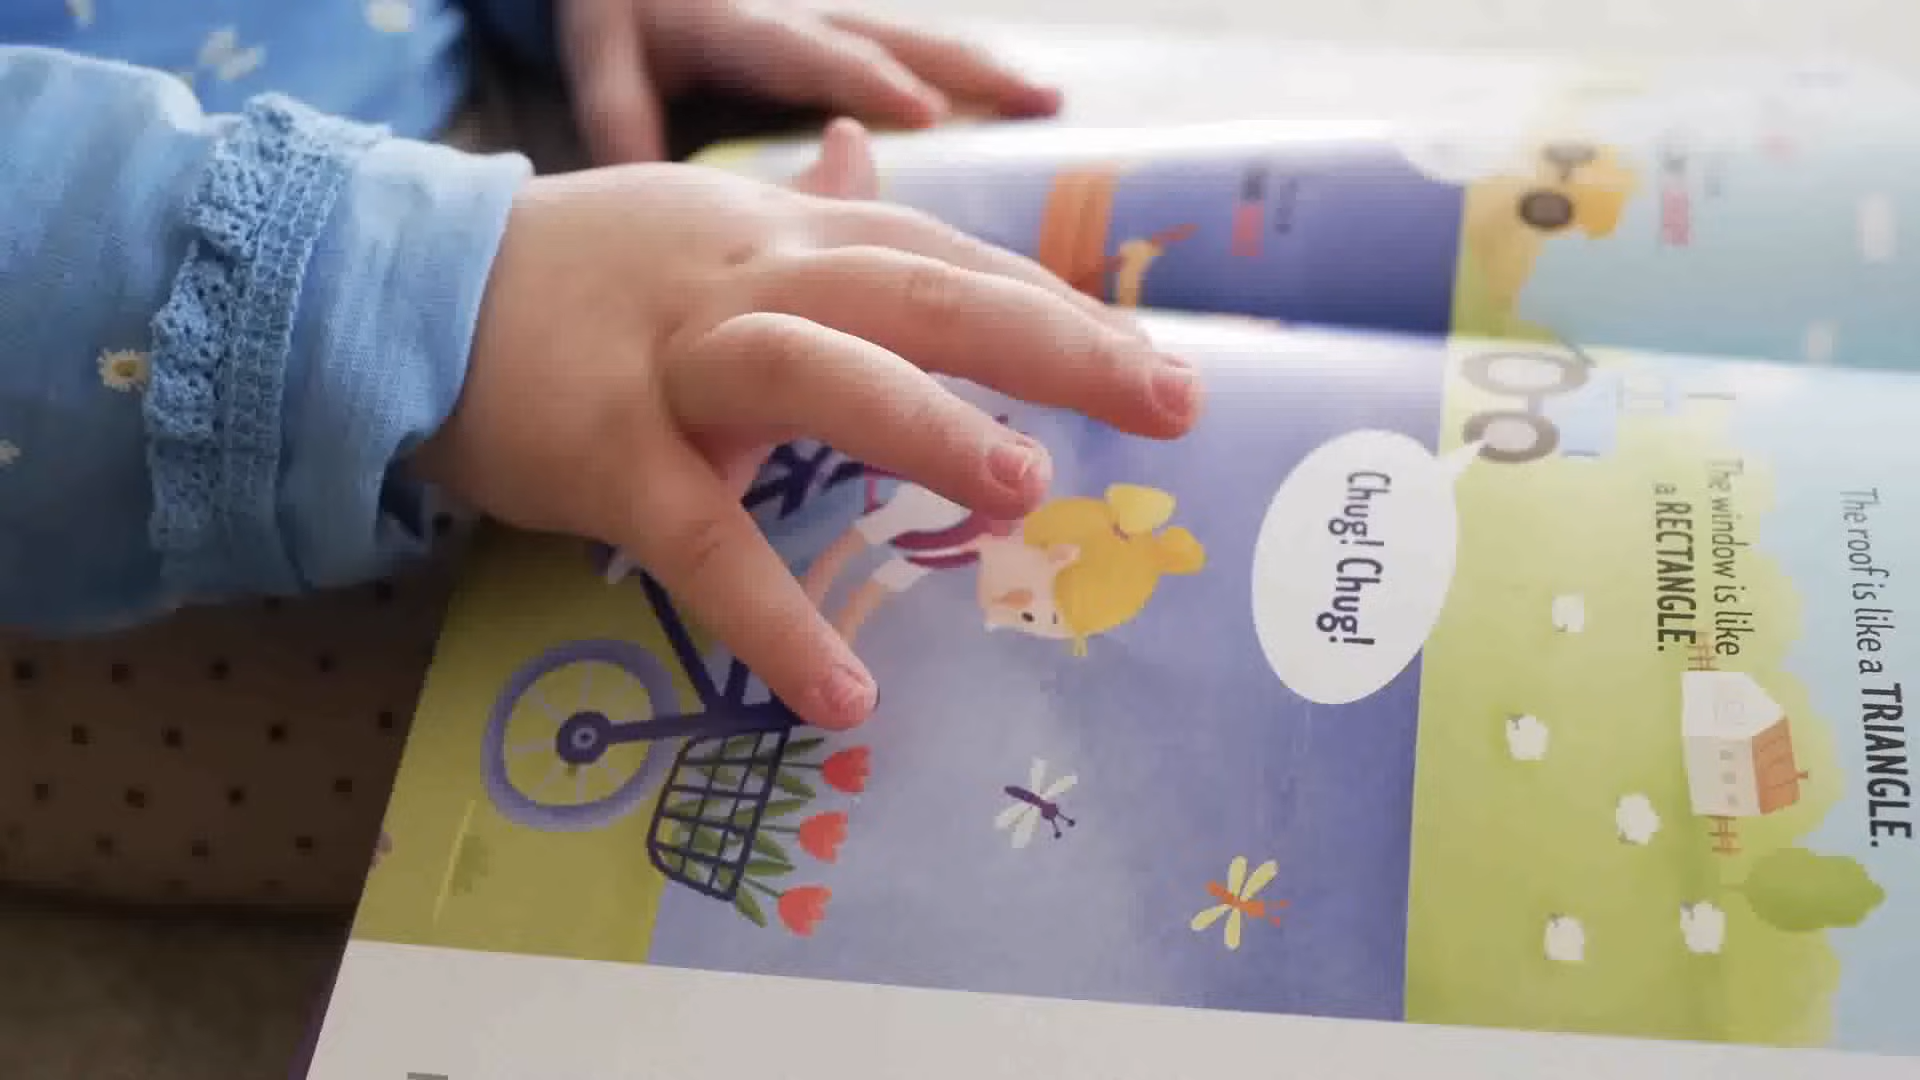 The roof is like a TRIANGLE.
The window is like
a RECTANGLE.
Chug! Chug!